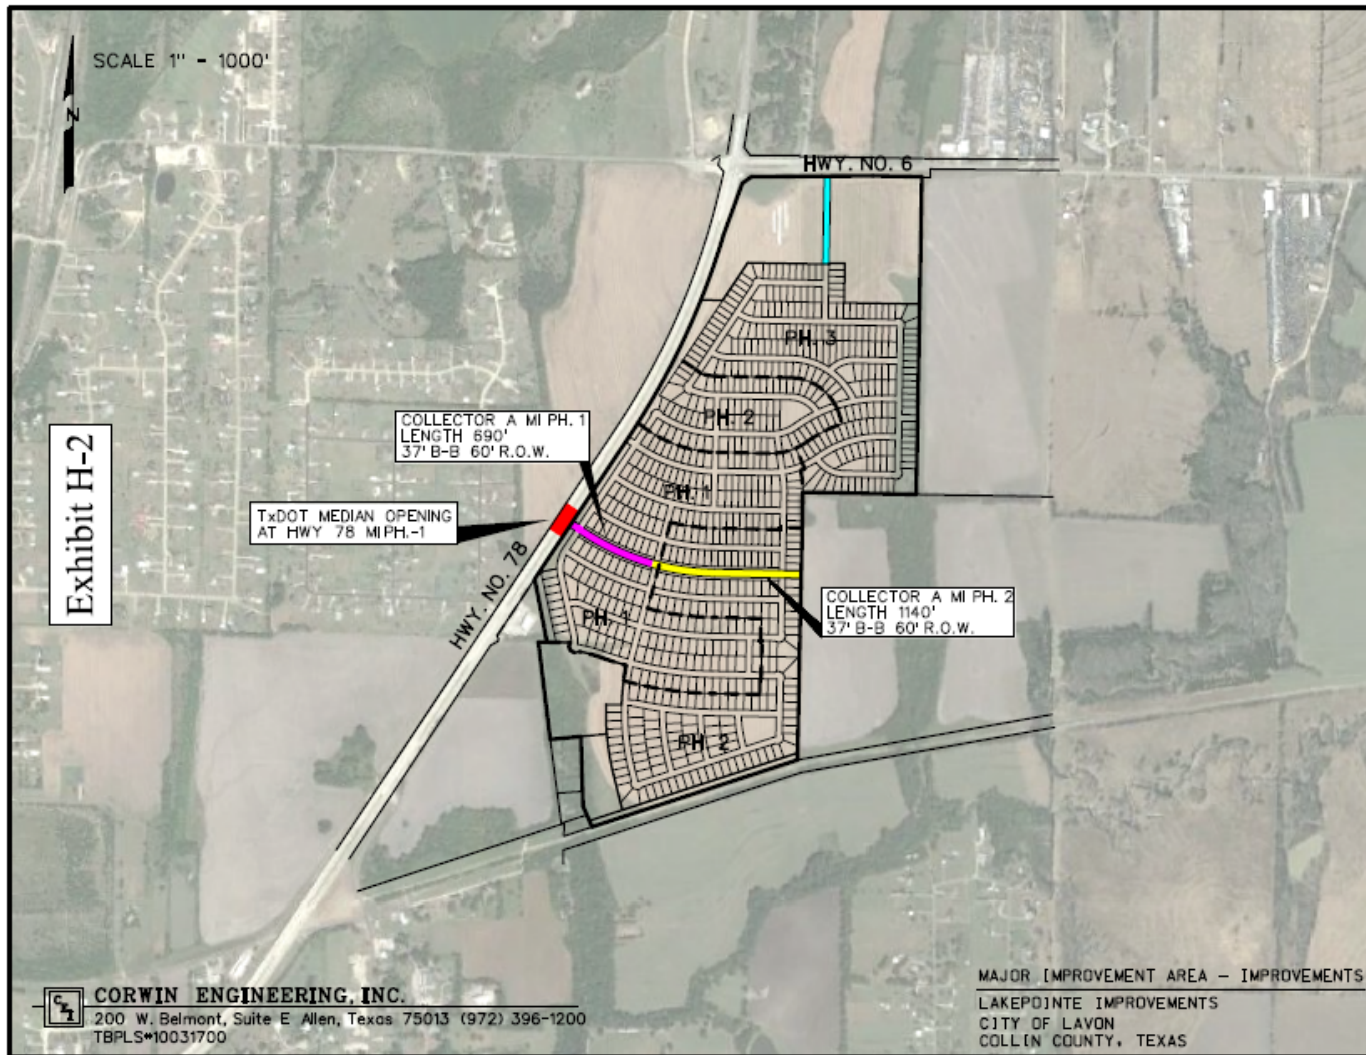 SCALE 1" - 1000'
N
HWY. NO. 6
PH. 3
PH. 2
COLLECTOR A MI PH. 1
LENGTH 690'
37' B-B 60' R.O.W.
PH. 1
TxDOT MEDIAN OPENING
AT HWY 78 MI PH.-1
Exhibit H-2
HWY. NO. 78
COLLECTOR A MI PH. 2
LENGTH 1140'
37' B-B 60' R.O.W.
PH. 1
PH. 2
MAJOR IMPROVEMENT AREA - IMPROVEMENTS
LAKEPOINTE IMPROVEMENTS
CITY OF LAVON
COLLIN COUNTY, TEXAS
CEI
CORWIN ENGINEERING, INC.
200 W. Belmont, Suite E Allen, Texas 75013 (972) 396-1200
TBPLS#10031700